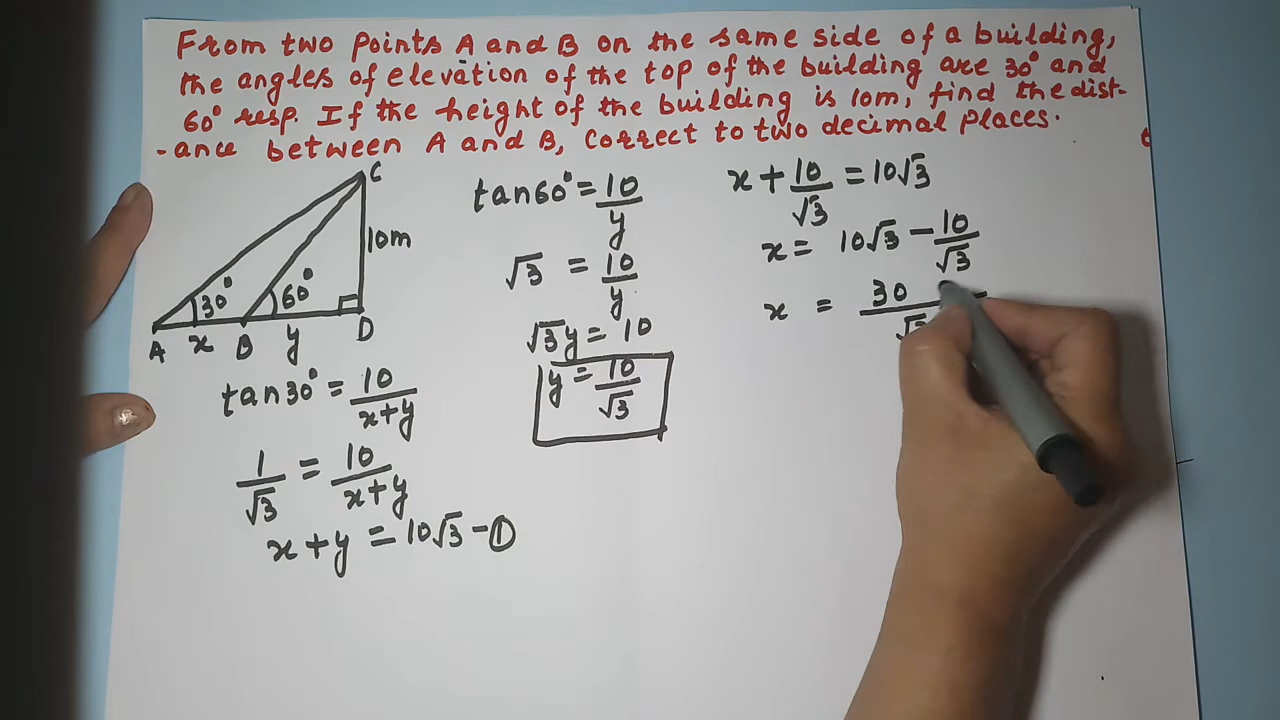 From two points A and B on the same side of a building,
the angles of elevation of the top of the building are 30° and
60° resp. If the height of the building is 10m, find the dist-
-ance between A and B, correct to two decimal places.
C
10m
30°
60°
A x B y D
tan30° = 10/(x+y)
1/√3 = 10/(x+y)
x+y = 10√3 - ①
tan60° = 10/y
√3 = 10/y
√3y = 10
y = 10/√3
x + 10/√3 = 10√3
x = 10√3 - 10/√3
x = 30